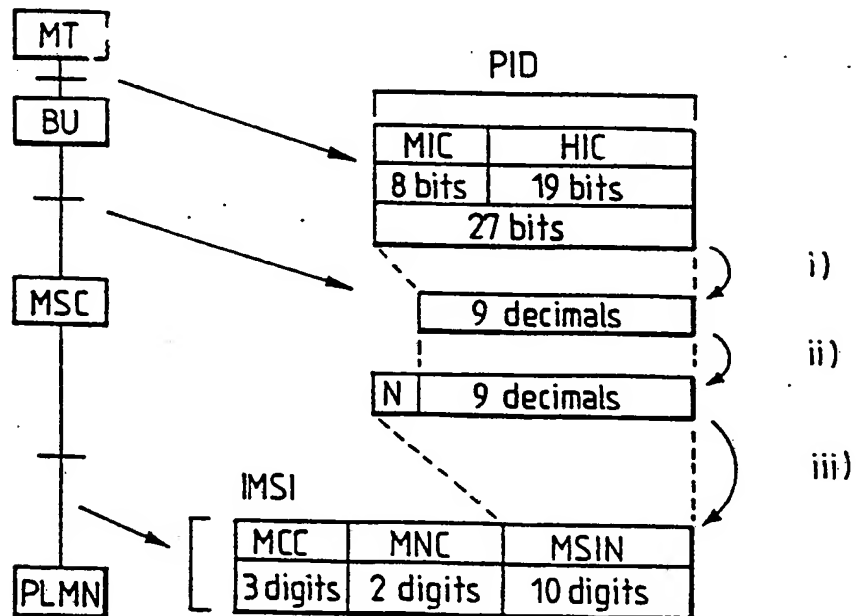 MT
BU
MSC
PLMN
PID
MIC HIC
8 bits 19 bits
27 bits
i)
9 decimals
ii)
N 9 decimals
iii)
IMSI
MCC MNC MSIN
3 digits 2 digits 10 digits